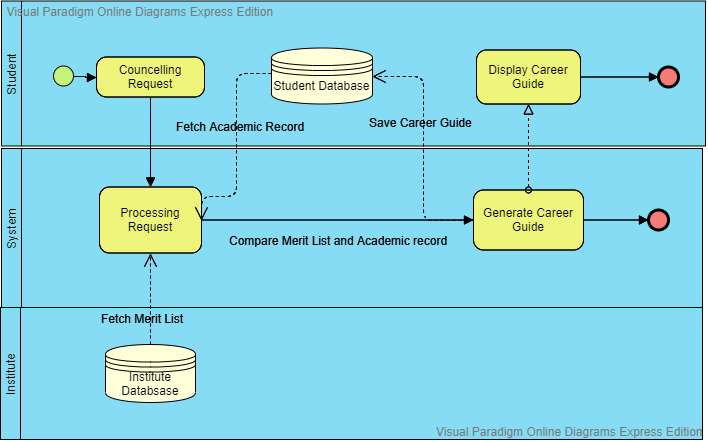 Visual Paradigm Online Diagrams Express Edition
Student
Councelling
Request
Student Database
Display Career
Guide
Fetch Academic Record
Save Career Guide
System
Processing
Request
Generate Career
Guide
Compare Merit List and Academic record
Fetch Merit List
Institute
Institute
Databsase
Visual Paradigm Online Diagrams Express Edition